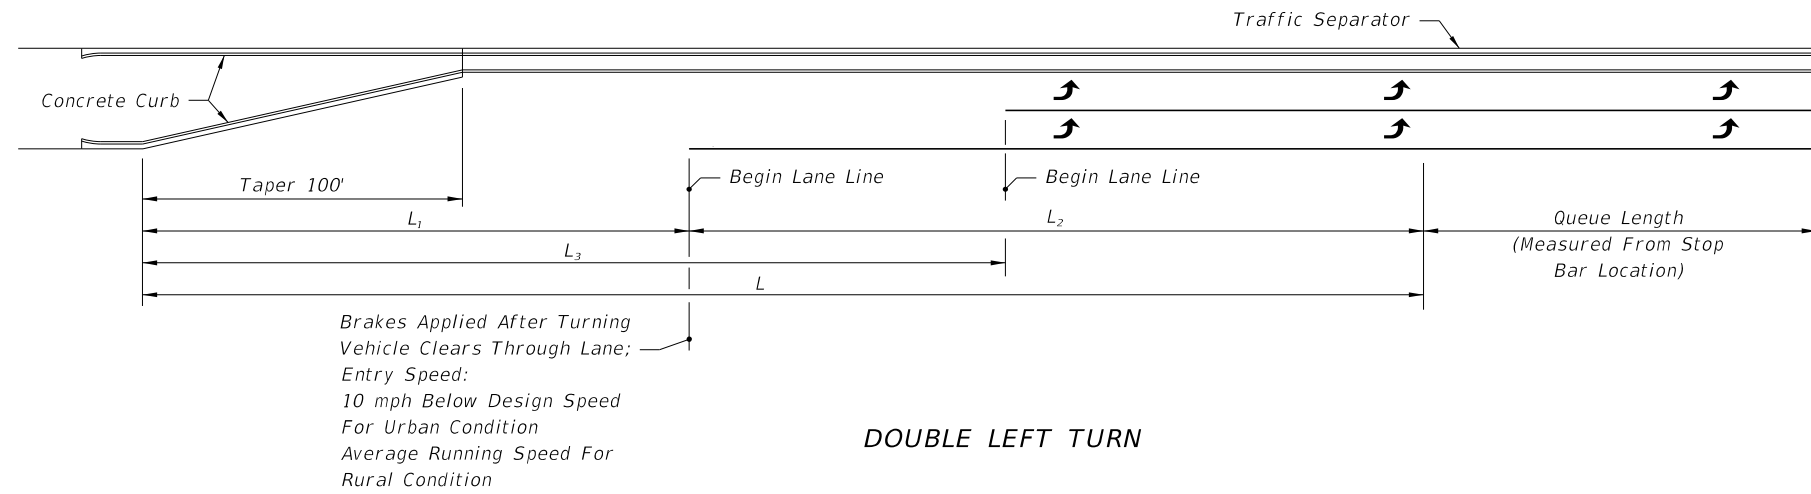 Traffic Separator
Concrete Curb
Begin Lane Line
Begin Lane Line
Taper 100'
L₁
L₂
Queue Length
(Measured From Stop
Bar Location)
L₃
L
Brakes Applied After Turning
Vehicle Clears Through Lane;
Entry Speed:
10 mph Below Design Speed
For Urban Condition
Average Running Speed For
Rural Condition
DOUBLE LEFT TURN